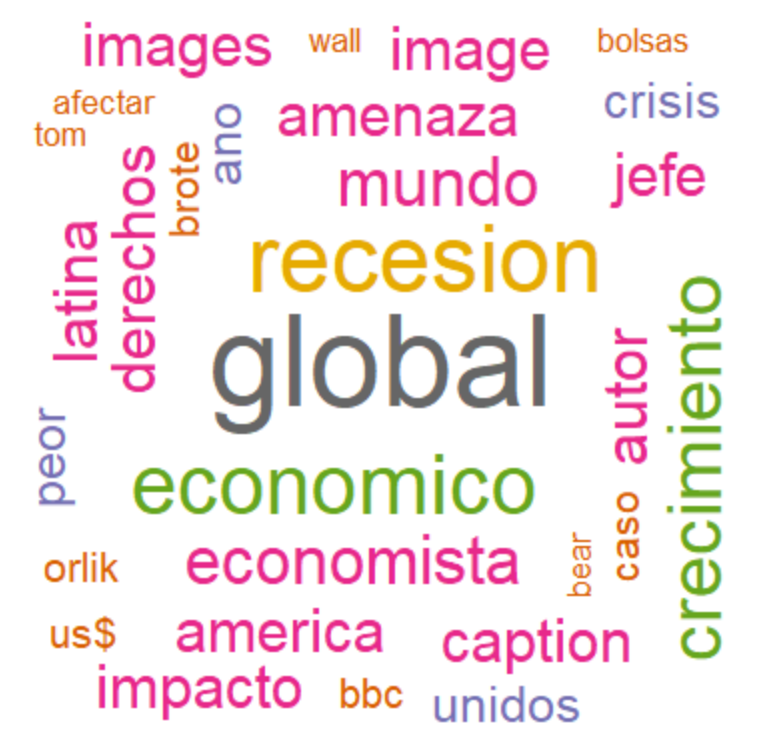 images wall image bolsas
afectar amenaza crisis
tom ano
brote mundo jefe
latina derechos recesion
global
peor autor crecimiento
economico
orlik economista bear caso
us$ america caption
impacto bbc unidos